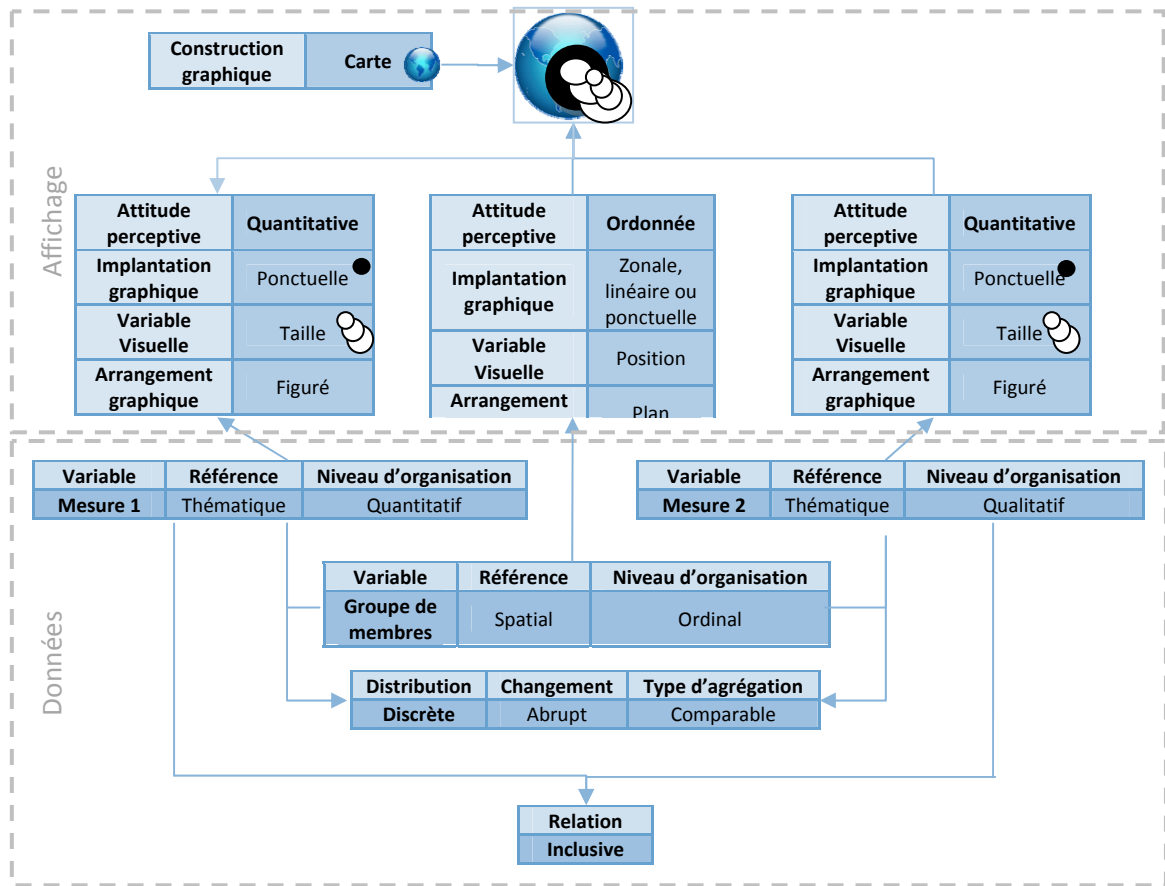 Affichage
Construction graphique
Carte
Attitude perceptive
Quantitative
Implantation graphique
Ponctuelle
Variable Visuelle
Taille
Arrangement graphique
Figuré
Attitude perceptive
Ordonnée
Implantation graphique
Zonale, linéaire ou ponctuelle
Variable Visuelle
Position
Arrangement
Plan
Attitude perceptive
Quantitative
Implantation graphique
Ponctuelle
Variable Visuelle
Taille
Arrangement graphique
Figuré
Données
Variable Référence Niveau d'organisation
Mesure 1 Thématique Quantitatif
Variable Référence Niveau d'organisation
Mesure 2 Thématique Qualitatif
Variable Référence Niveau d'organisation
Groupe de membres Spatial Ordinal
Distribution Changement Type d'agrégation
Discrète Abrupt Comparable
Relation
Inclusive